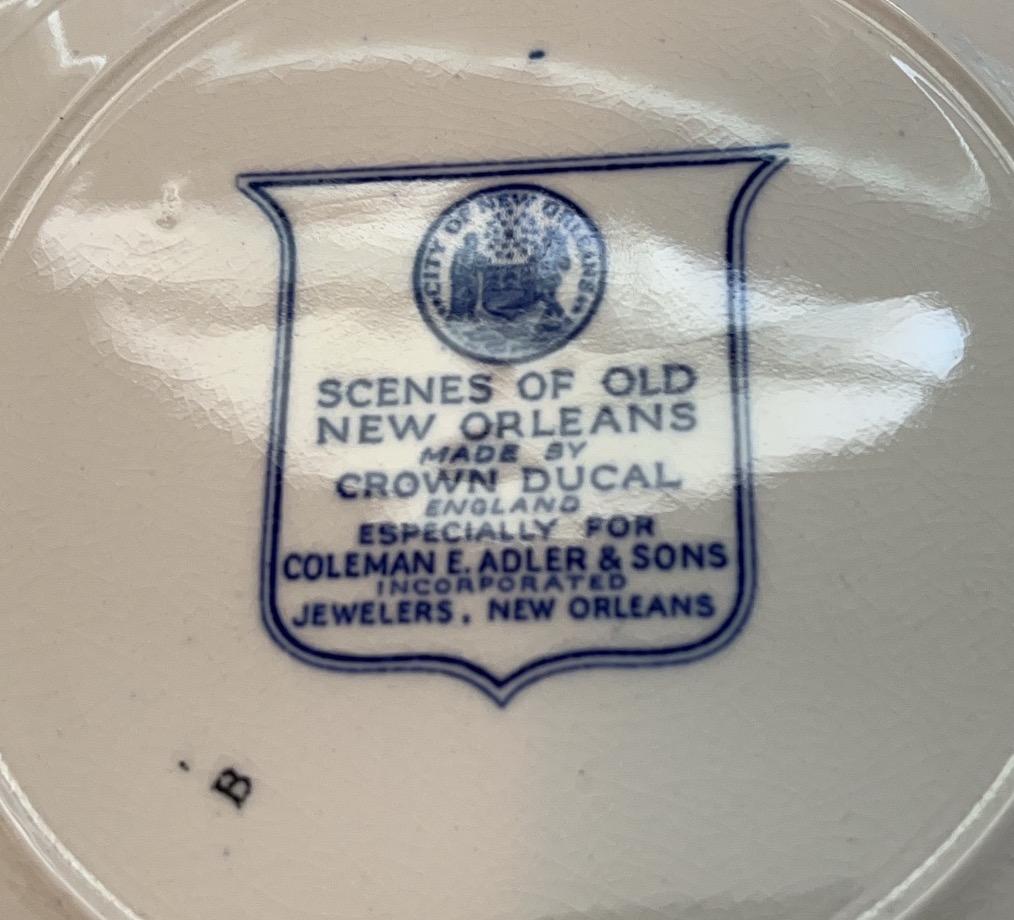 CITY OF NEW ORLEANS
SCENES OF OLD
NEW ORLEANS
MADE BY
CROWN DUCAL
ENGLAND
ESPECIALLY FOR
COLEMAN E. ADLER & SONS
INCORPORATED
JEWELERS. NEW ORLEANS
B